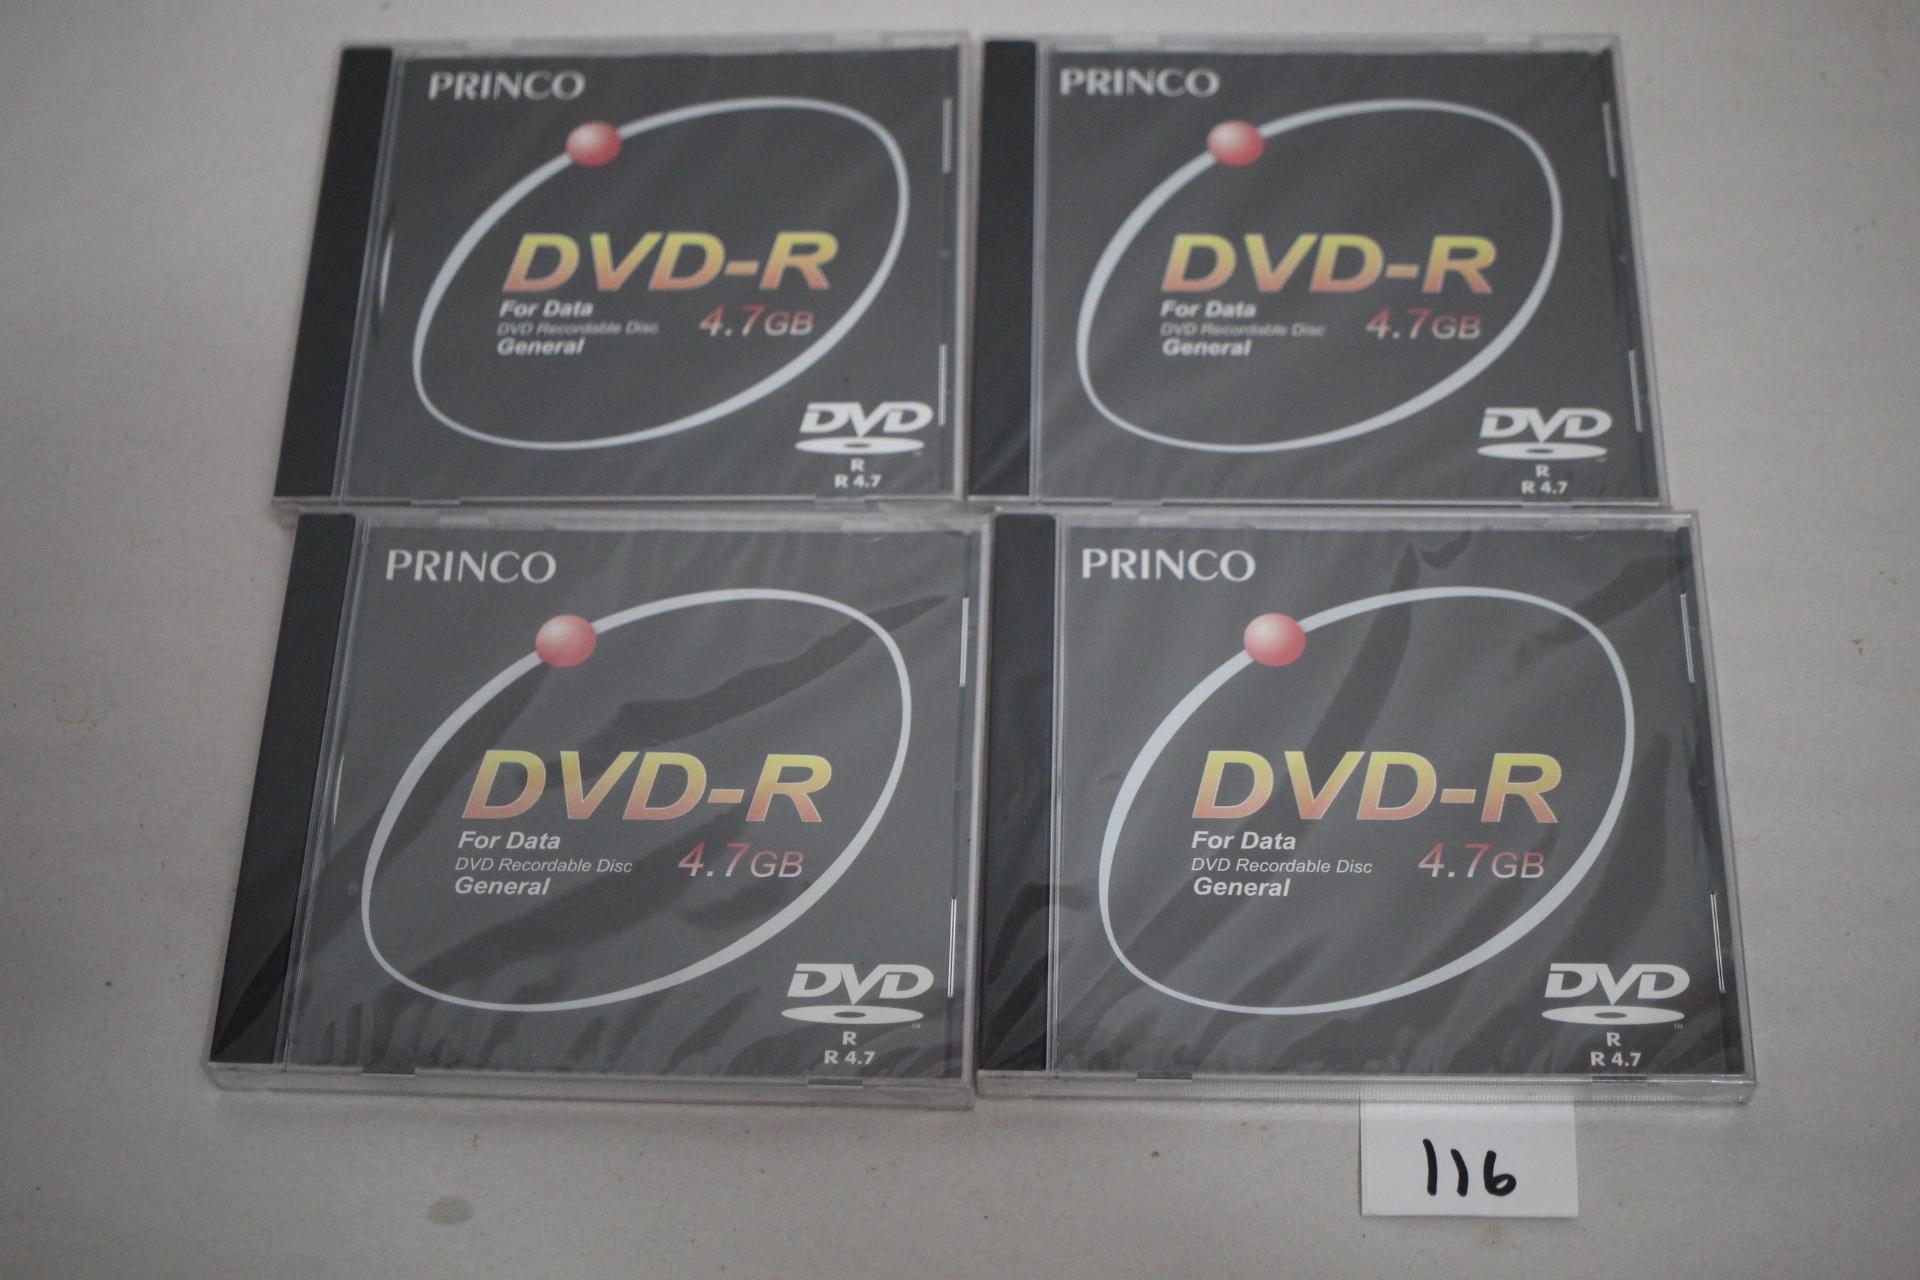 PRINCO
DVD-R
For Data
DVD Recordable Disc
General
4.7GB
DVD
R
R 4.7
PRINCO
DVD-R
For Data
DVD Recordable Disc
General
4.7GB
DVD
R
R 4.7
PRINCO
DVD-R
For Data
DVD Recordable Disc
General
4.7GB
DVD
TM
R
R 4.7
PRINCO
DVD-R
For Data
DVD Recordable Disc
General
4.7GB
DVD
TM
R
R 4.7
116